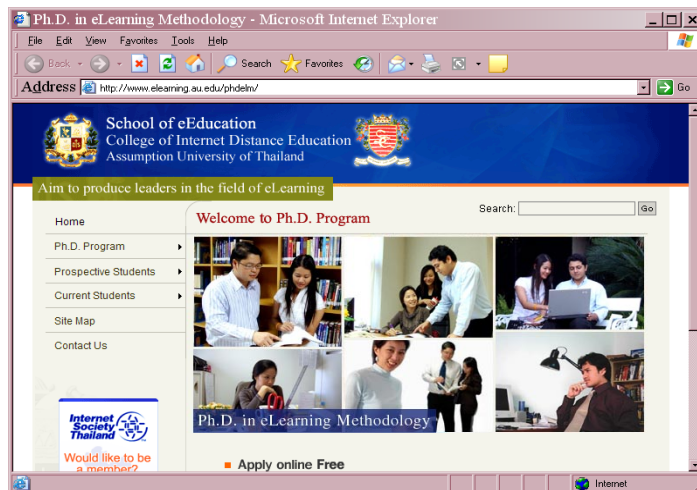 Ph.D. in eLearning Methodology - Microsoft Internet Explorer
File Edit View Favorites Tools Help
Back Search Favorites
Address http://www.elearning.au.edu/phdelm/ Go
School of eEducation
College of Internet Distance Education
Assumption University of Thailand
Aim to produce leaders in the field of eLearning
Search: Go
Home
Welcome to Ph.D. Program
Ph.D. Program
Prospective Students
Current Students
Site Map
Contact Us
Ph.D. in eLearning Methodology
Internet
Society
Thailand
Would like to be
a member?
Apply online Free
Internet